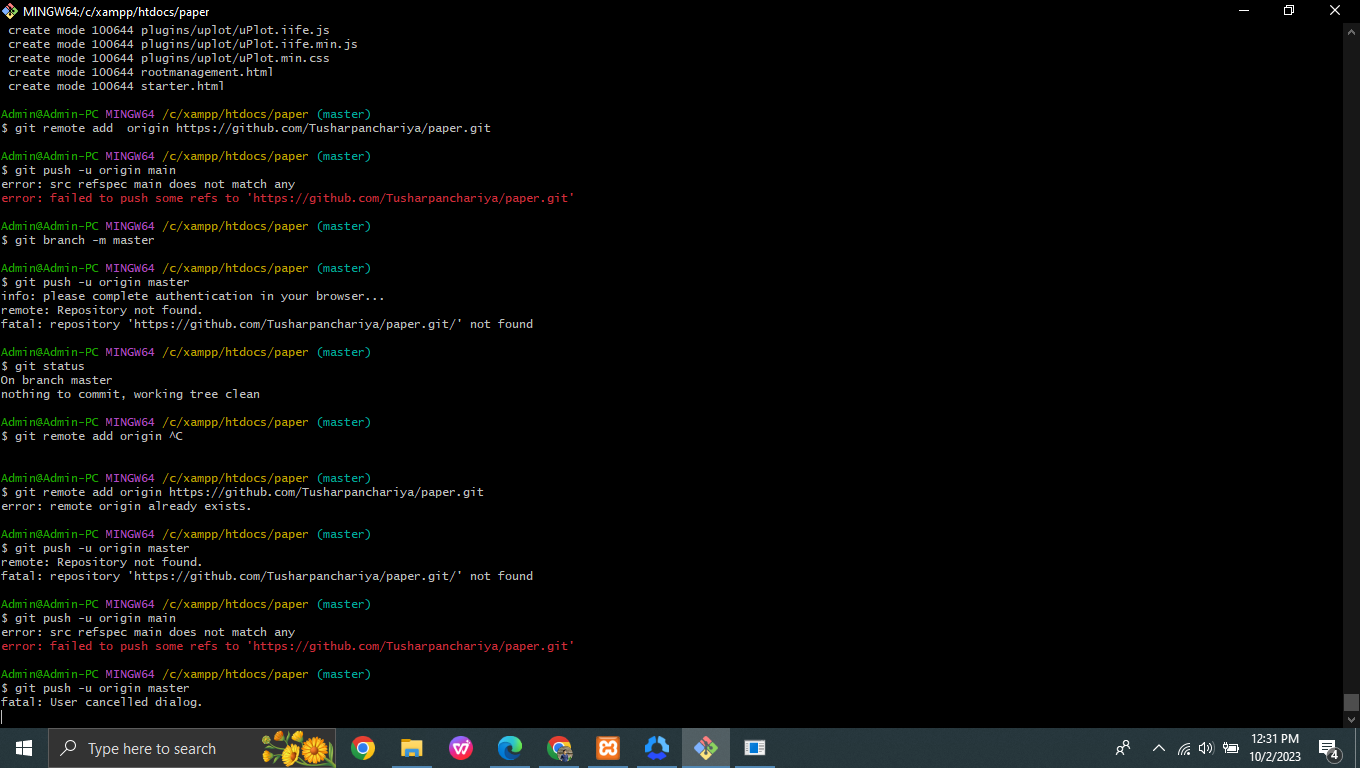 MINGW64:/c/xampp/htdocs/paper
create mode 100644 plugins/uplot/uPlot.iife.js
create mode 100644 plugins/uplot/uPlot.iife.min.js
create mode 100644 plugins/uplot/uPlot.min.css
create mode 100644 rootmanagement.html
create mode 100644 starter.html
Admin@Admin-PC MINGW64 /c/xampp/htdocs/paper (master)
$ git remote add  origin https://github.com/Tusharpanchariya/paper.git
Admin@Admin-PC MINGW64 /c/xampp/htdocs/paper (master)
$ git push -u origin main
error: src refspec main does not match any
error: failed to push some refs to 'https://github.com/Tusharpanchariya/paper.git'
Admin@Admin-PC MINGW64 /c/xampp/htdocs/paper (master)
$ git branch -m master
Admin@Admin-PC MINGW64 /c/xampp/htdocs/paper (master)
$ git push -u origin master
info: please complete authentication in your browser...
remote: Repository not found.
fatal: repository 'https://github.com/Tusharpanchariya/paper.git/' not found
Admin@Admin-PC MINGW64 /c/xampp/htdocs/paper (master)
$ git status
On branch master
nothing to commit, working tree clean
Admin@Admin-PC MINGW64 /c/xampp/htdocs/paper (master)
$ git remote add origin ^C
Admin@Admin-PC MINGW64 /c/xampp/htdocs/paper (master)
$ git remote add origin https://github.com/Tusharpanchariya/paper.git
error: remote origin already exists.
Admin@Admin-PC MINGW64 /c/xampp/htdocs/paper (master)
$ git push -u origin master
remote: Repository not found.
fatal: repository 'https://github.com/Tusharpanchariya/paper.git/' not found
Admin@Admin-PC MINGW64 /c/xampp/htdocs/paper (master)
$ git push -u origin main
error: src refspec main does not match any
error: failed to push some refs to 'https://github.com/Tusharpanchariya/paper.git'
Admin@Admin-PC MINGW64 /c/xampp/htdocs/paper (master)
$ git push -u origin master
fatal: User cancelled dialog.
Type here to search
12:31 PM
10/2/2023
4